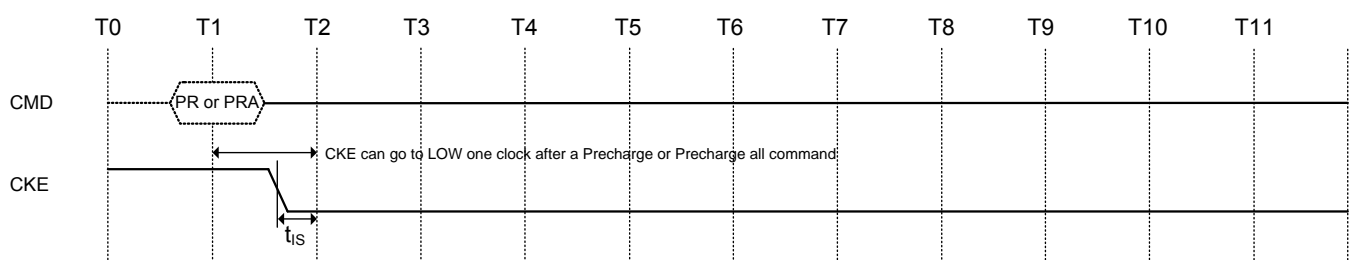 T0 T1 T2 T3 T4 T5 T6 T7 T8 T9 T10 T11
CMD PR or PRA
CKE can go to LOW one clock after a Precharge or Precharge all command
CKE
tIS